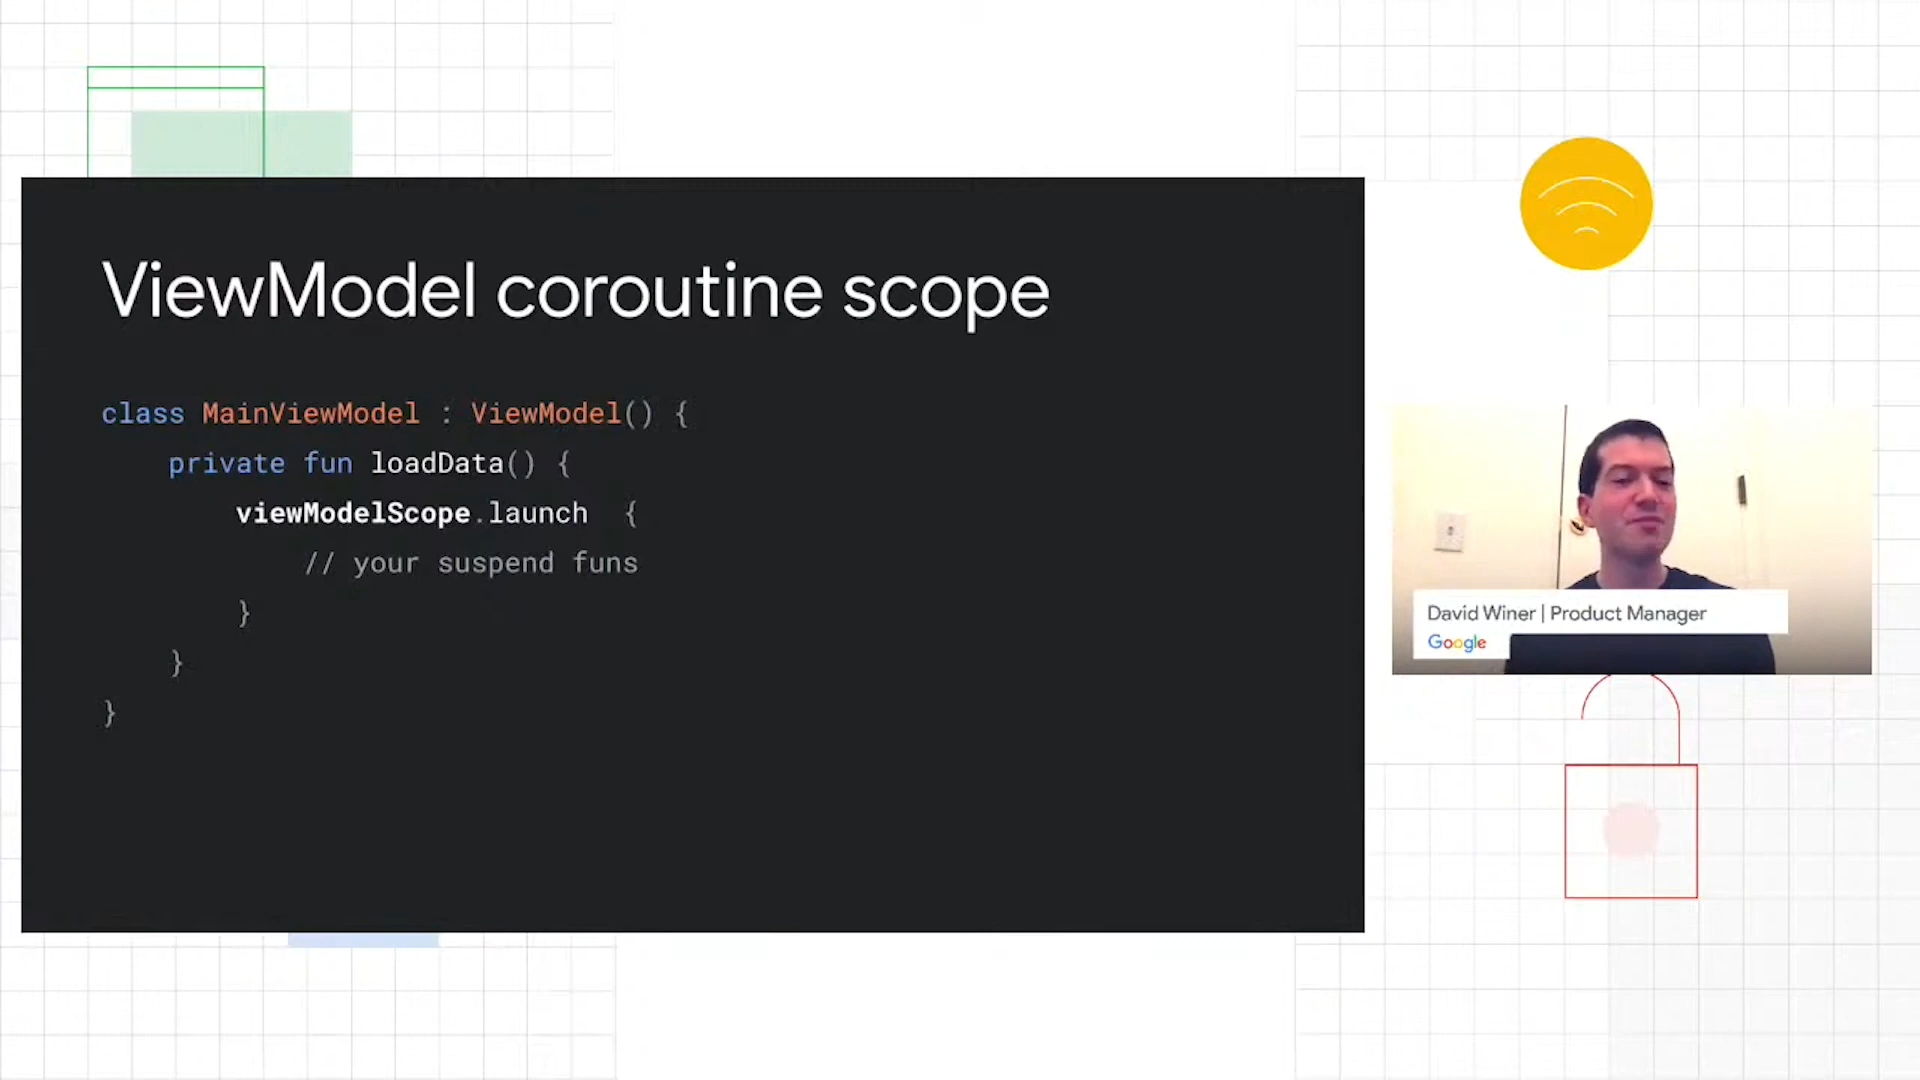 ViewModel coroutine scope
class MainViewModel : ViewModel() {
private fun loadData() {
viewModelScope.launch {
// your suspend funs
}
}
}
David Winer | Product Manager
Google